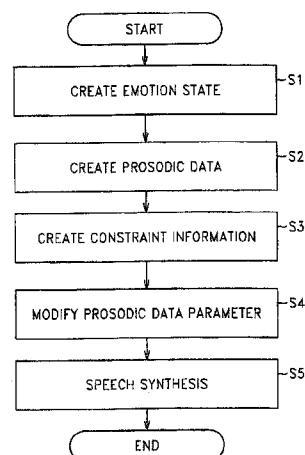 START
CREATE EMOTION STATE
S1
CREATE PROSODIC DATA
S2
CREATE CONSTRAINT INFORMATION
S3
MODIFY PROSODIC DATA PARAMETER
S4
SPEECH SYNTHESIS
S5
END